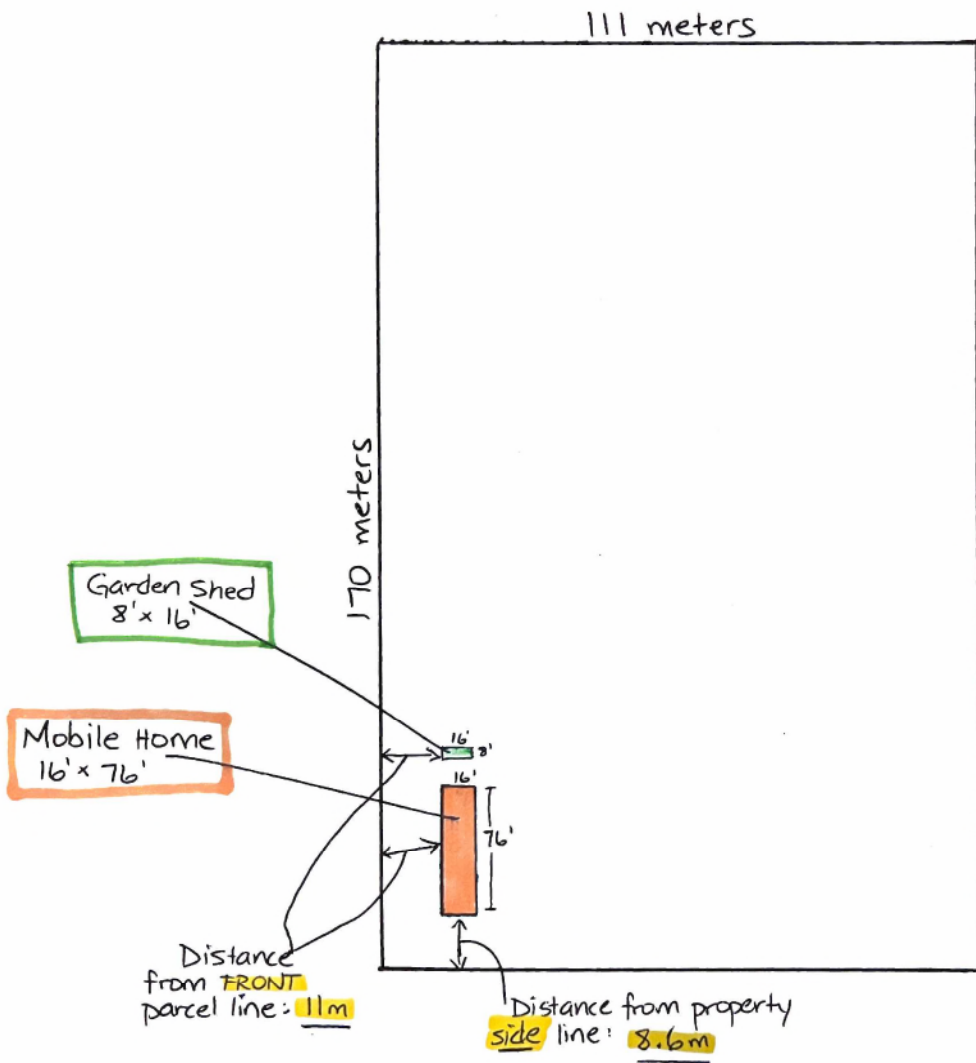 111 meters
170 meters
Garden Shed
8' x 16'
Mobile Home
16' x 76'
16'
8'
16'
76'
Distance
from FRONT
parcel line: 11m
Distance from property
side line: 8.6m